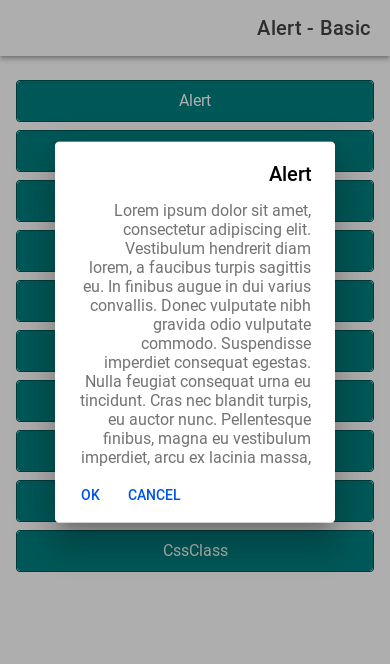 Alert - Basic
Alert
Alert
Lorem ipsum dolor sit amet,
consectetur adipiscing elit.
Vestibulum hendrerit diam
lorem, a faucibus turpis sagittis
eu. In finibus augue in dui varius
convallis. Donec vulputate nibh
gravida odio vulputate
commodo. Suspendisse
imperdiet consequat egestas.
Nulla feugiat consequat urna eu
tincidunt. Cras nec blandit turpis,
eu auctor nunc. Pellentesque
finibus, magna eu vestibulum
imperdiet, arcu ex lacinia massa,
OK CANCEL
CssClass